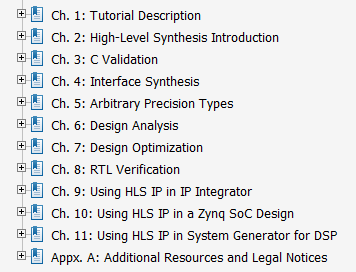 Ch. 1: Tutorial Description
Ch. 2: High-Level Synthesis Introduction
Ch. 3: C Validation
Ch. 4: Interface Synthesis
Ch. 5: Arbitrary Precision Types
Ch. 6: Design Analysis
Ch. 7: Design Optimization
Ch. 8: RTL Verification
Ch. 9: Using HLS IP in IP Integrator
Ch. 10: Using HLS IP in a Zynq SoC Design
Ch. 11: Using HLS IP in System Generator for DSP
Appx. A: Additional Resources and Legal Notices